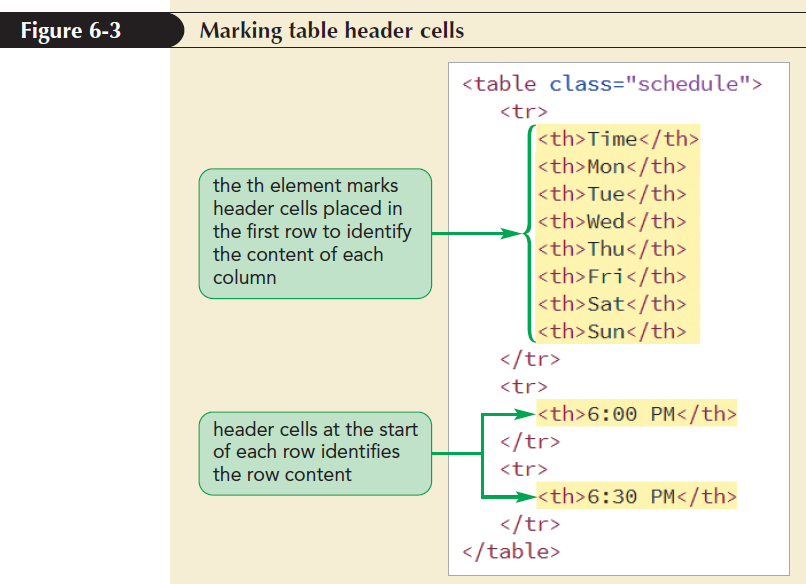 Figure 6-3
Marking table header cells
<table class="schedule">
<tr>
<th>Time</th>
<th>Mon</th>
<th>Tue</th>
<th>Wed</th>
<th>Thu</th>
<th>Fri</th>
<th>Sat</th>
<th>Sun</th>
</tr>
<tr>
<th>6:00 PM</th>
</tr>
<tr>
<th>6:30 PM</th>
</tr>
</table>
the th element marks
header cells placed in
the first row to identify
the content of each
column
header cells at the start
of each row identifies
the row content